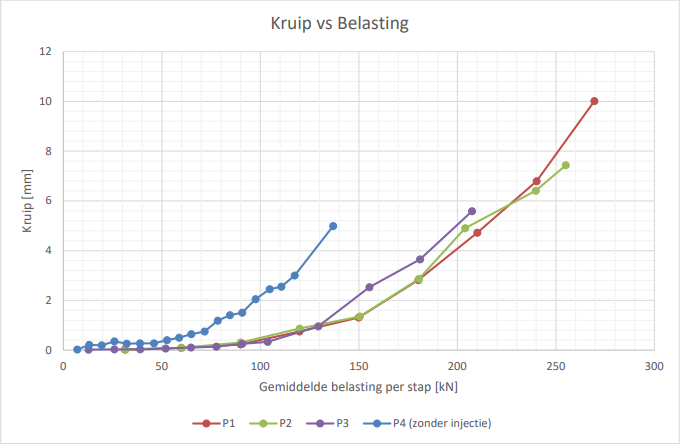 Kruip vs Belasting
12
10
8
6
4
2
0
Kruip [mm]
0 50 100 150 200 250 300
Gemiddelde belasting per stap [kN]
P1 P2 P3 P4 (zonder injectie)